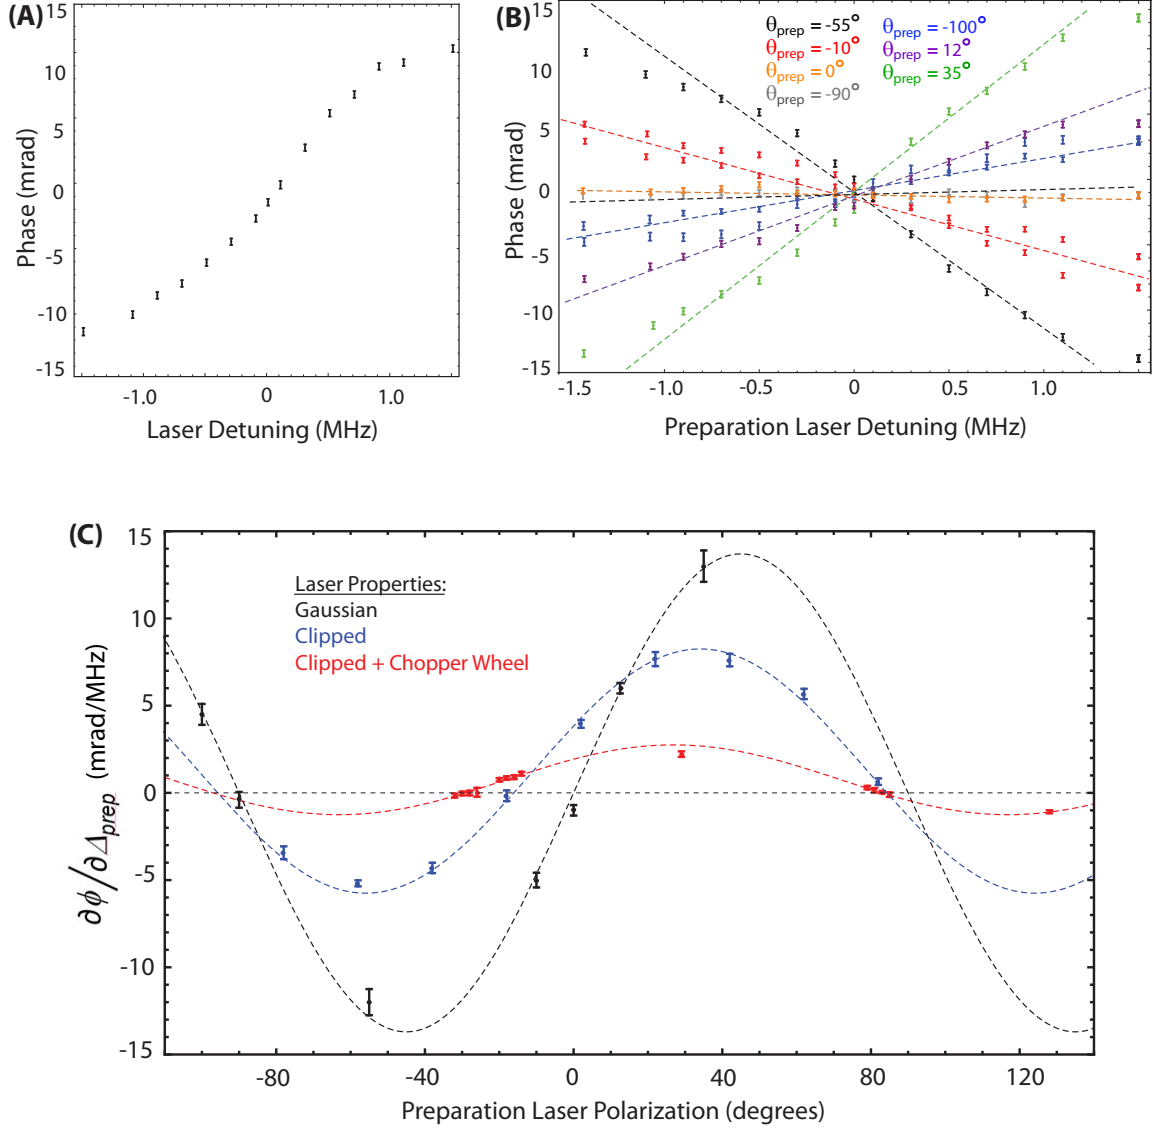 (A)
15
10
5
0
-5
-10
-15
Phase (mrad)
-1.0
0
1.0
Laser Detuning (MHz)
(B)
15
10
5
0
-5
-10
-15
Phase (mrad)
θprep = -55°
θprep = -10°
θprep = 0°
θprep = -90°
θprep = -100°
θprep = 12°
θprep = 35°
-1.5
-1.0
-0.5
0
0.5
1.0
Preparation Laser Detuning (MHz)
(C)
15
10
5
0
-5
-10
-15
∂ϕ/∂Δprep (mrad/MHz)
Laser Properties:
Gaussian
Clipped
Clipped + Chopper Wheel
-80
-40
0
40
80
120
Preparation Laser Polarization (degrees)